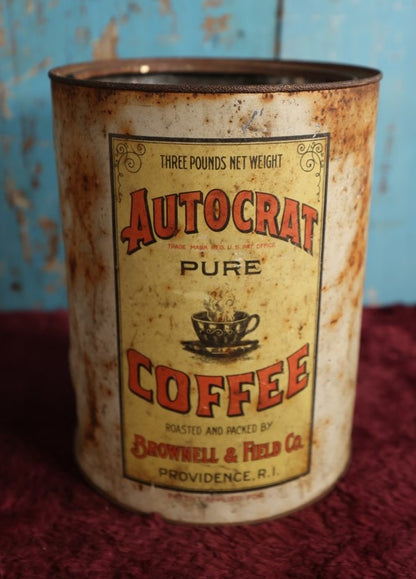 THREE POUNDS NET WEIGHT
AUTOCRAT
TRADE MARK REG. U.S. PAT. OFFICE
PURE
COFFEE
ROASTED AND PACKED BY
BROWNELL & FIELD CO.
PROVIDENCE, R.I.